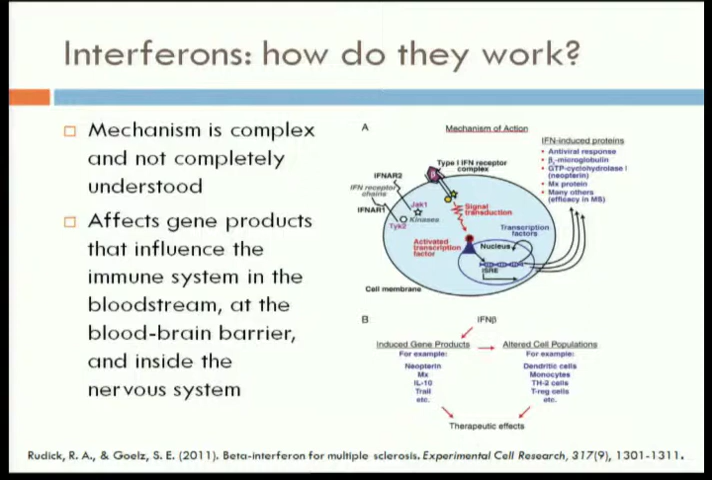 Interferons: how do they work?
Mechanism is complex
and not completely
understood
Affects gene products
that influence the
immune system in the
bloodstream, at the
blood-brain barrier,
and inside the
nervous system
A
Mechanism of Action
Type I IFN receptor
complex
IFNAR2
IFN receptor
chains
IFNAR1
Jak1
Kinases
Tyk2
Signal
transduction
Activated
transcription
factor
Transcription
factors
Nucleus
ISRE
Cell membrane
IFN-induced proteins
• Antiviral response
• β2-microglobulin
• GTP-cyclohydrolase I
(neopterin)
• Mx protein
• Many others
(efficacy in MS)
B
IFNβ
Induced Gene Products
For example:
Neopterin
Mx
IL-10
Trail
etc.
Altered Cell Populations
For example:
Dendritic cells
Monocytes
TH-2 cells
T-reg cells
etc.
Therapeutic effects
Rudick, R. A., & Goelz, S. E. (2011). Beta-interferon for multiple sclerosis. Experimental Cell Research, 317(9), 1301-1311.